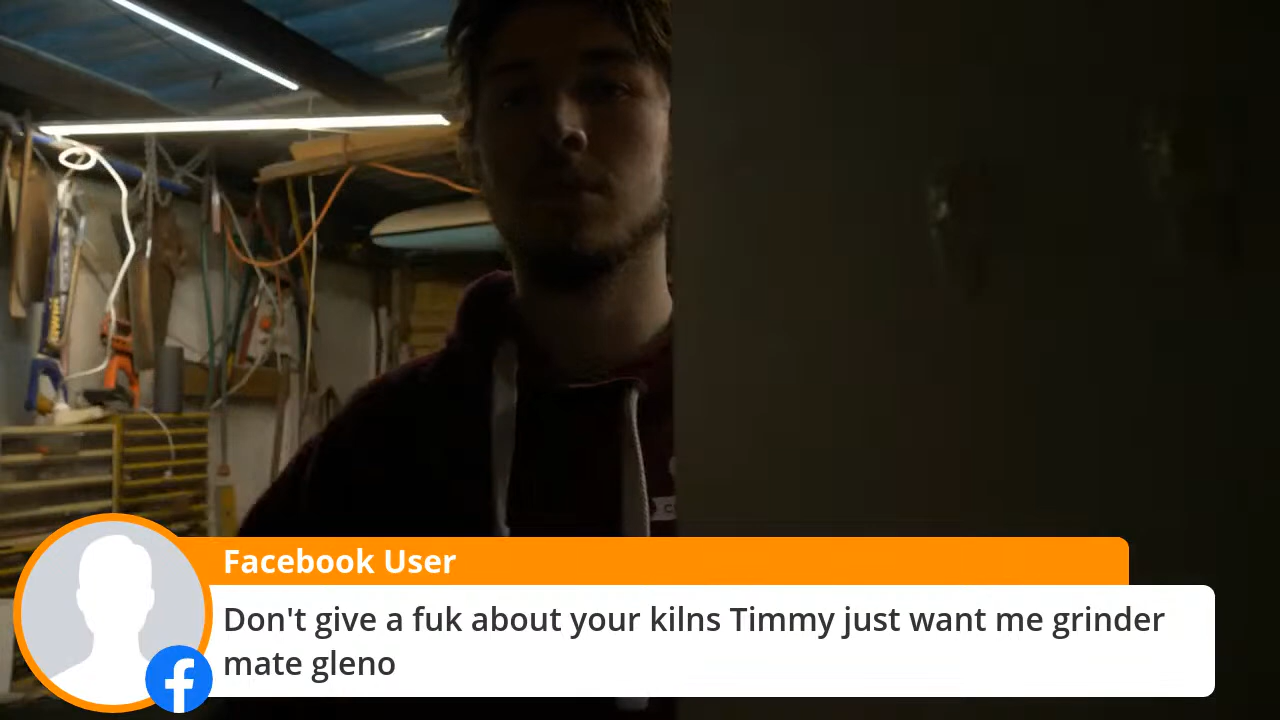 Facebook User
Don't give a fuk about your kilns Timmy just want me grinder
mate gleno